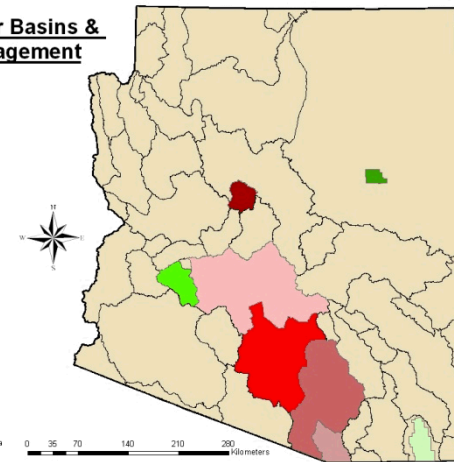 r Basins &
agement
N
W E
S
a 0 35 70 140 210 280
Kilometers